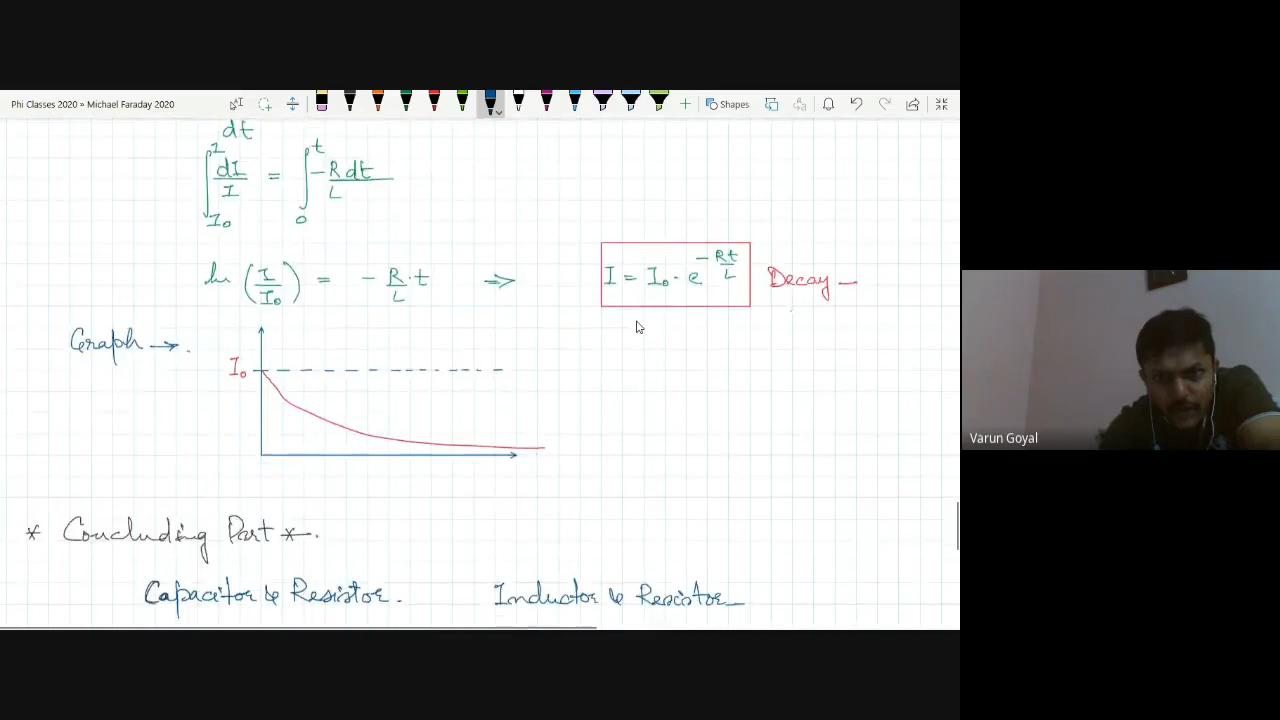 Phi Classes 2020 » Michael Faraday 2020
Shapes
dt
∫_{I₀}^{I} dI/I = ∫_{0}^{t} -R dt/L
ln (I/I₀) = - R/L · t ⇒ I = I₀ · e^{-Rt/L} Decay -
Graph → .
I₀
* Concluding Part * .
Capacitor & Resistor . Inductor & Resistor -
Varun Goyal